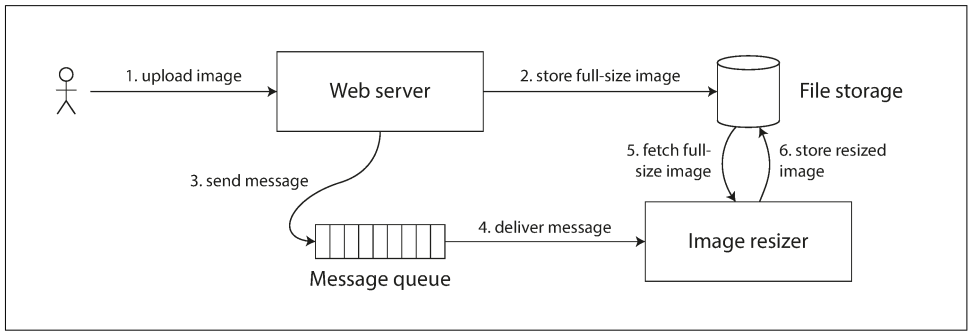 1. upload image
Web server
2. store full-size image
File storage
3. send message
5. fetch full-
size image
6. store resized
image
4. deliver message
Message queue
Image resizer